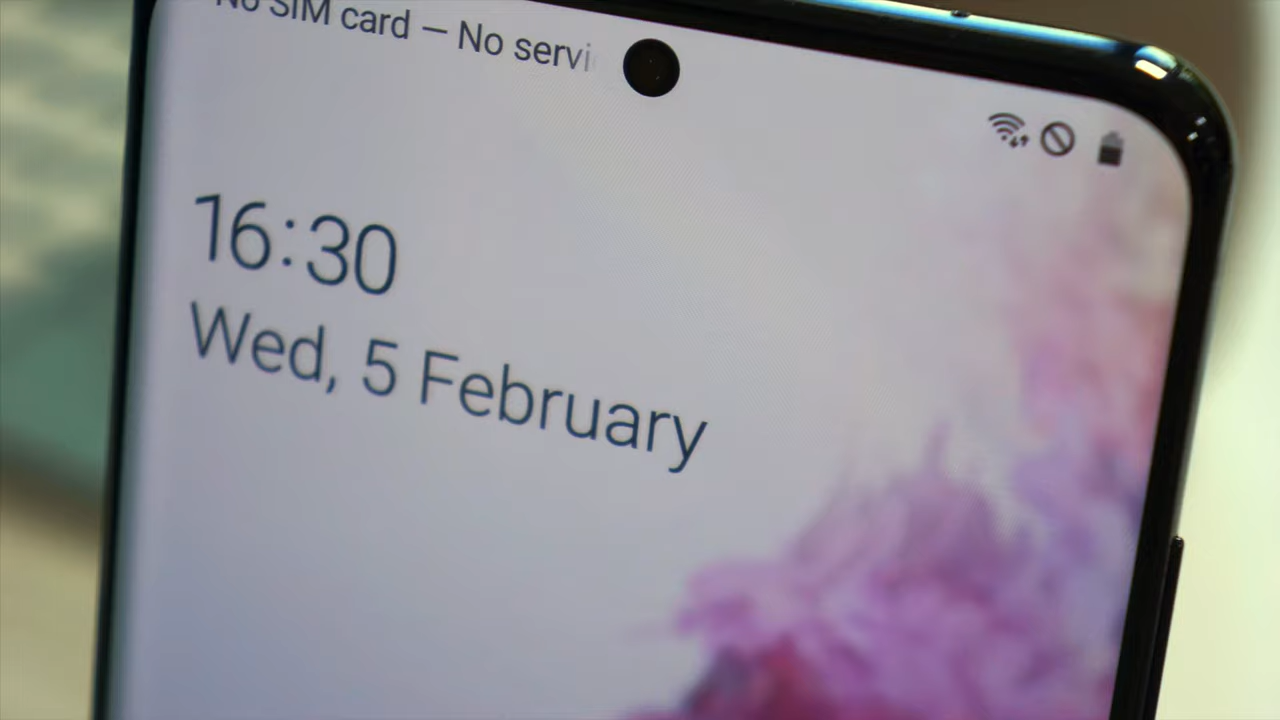 No SIM card — No servi
16:30
Wed, 5 February